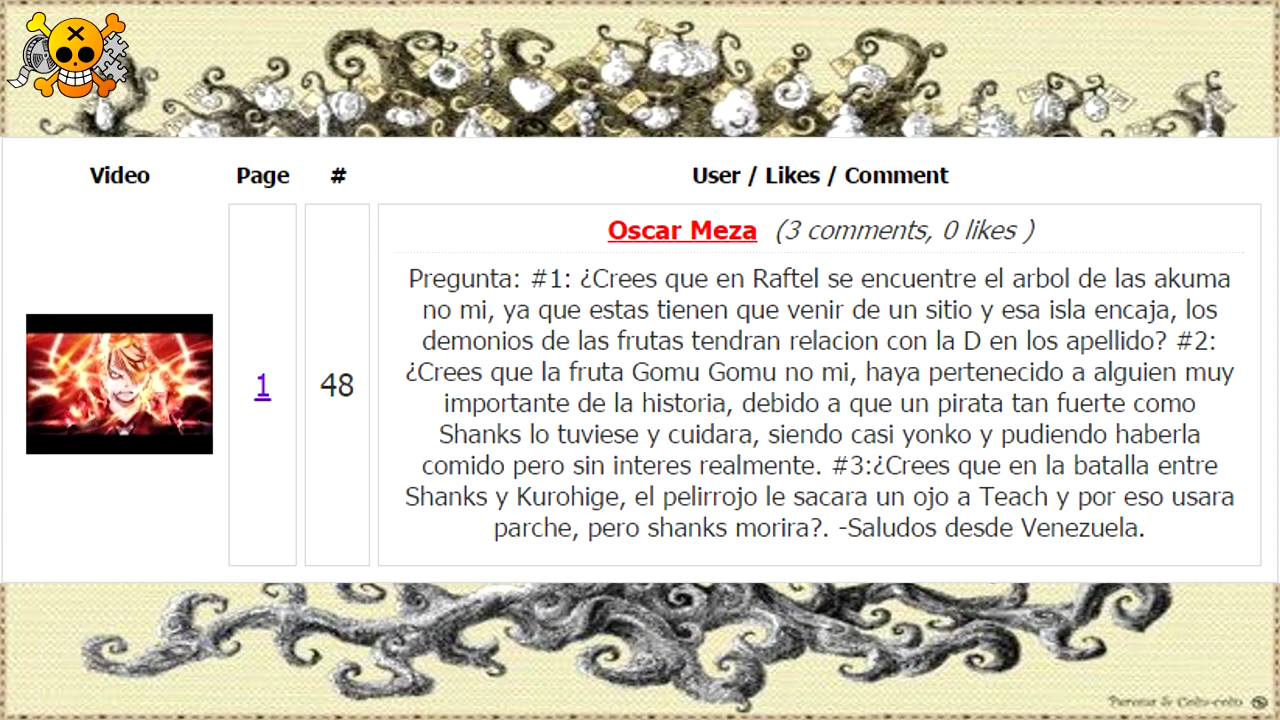 Video Page # User / Likes / Comment
Oscar Meza (3 comments, 0 likes )
Pregunta: #1: ¿Crees que en Raftel se encuentre el arbol de las akuma
no mi, ya que estas tienen que venir de un sitio y esa isla encaja, los
demonios de las frutas tendran relacion con la D en los apellido? #2:
¿Crees que la fruta Gomu Gomu no mi, haya pertenecido a alguien muy
importante de la historia, debido a que un pirata tan fuerte como
Shanks lo tuviese y cuidara, siendo casi yonko y pudiendo haberla
comido pero sin interes realmente. #3:¿Crees que en la batalla entre
Shanks y Kurohige, el pelirrojo le sacara un ojo a Teach y por eso usara
parche, pero shanks morira?. -Saludos desde Venezuela.
1 48